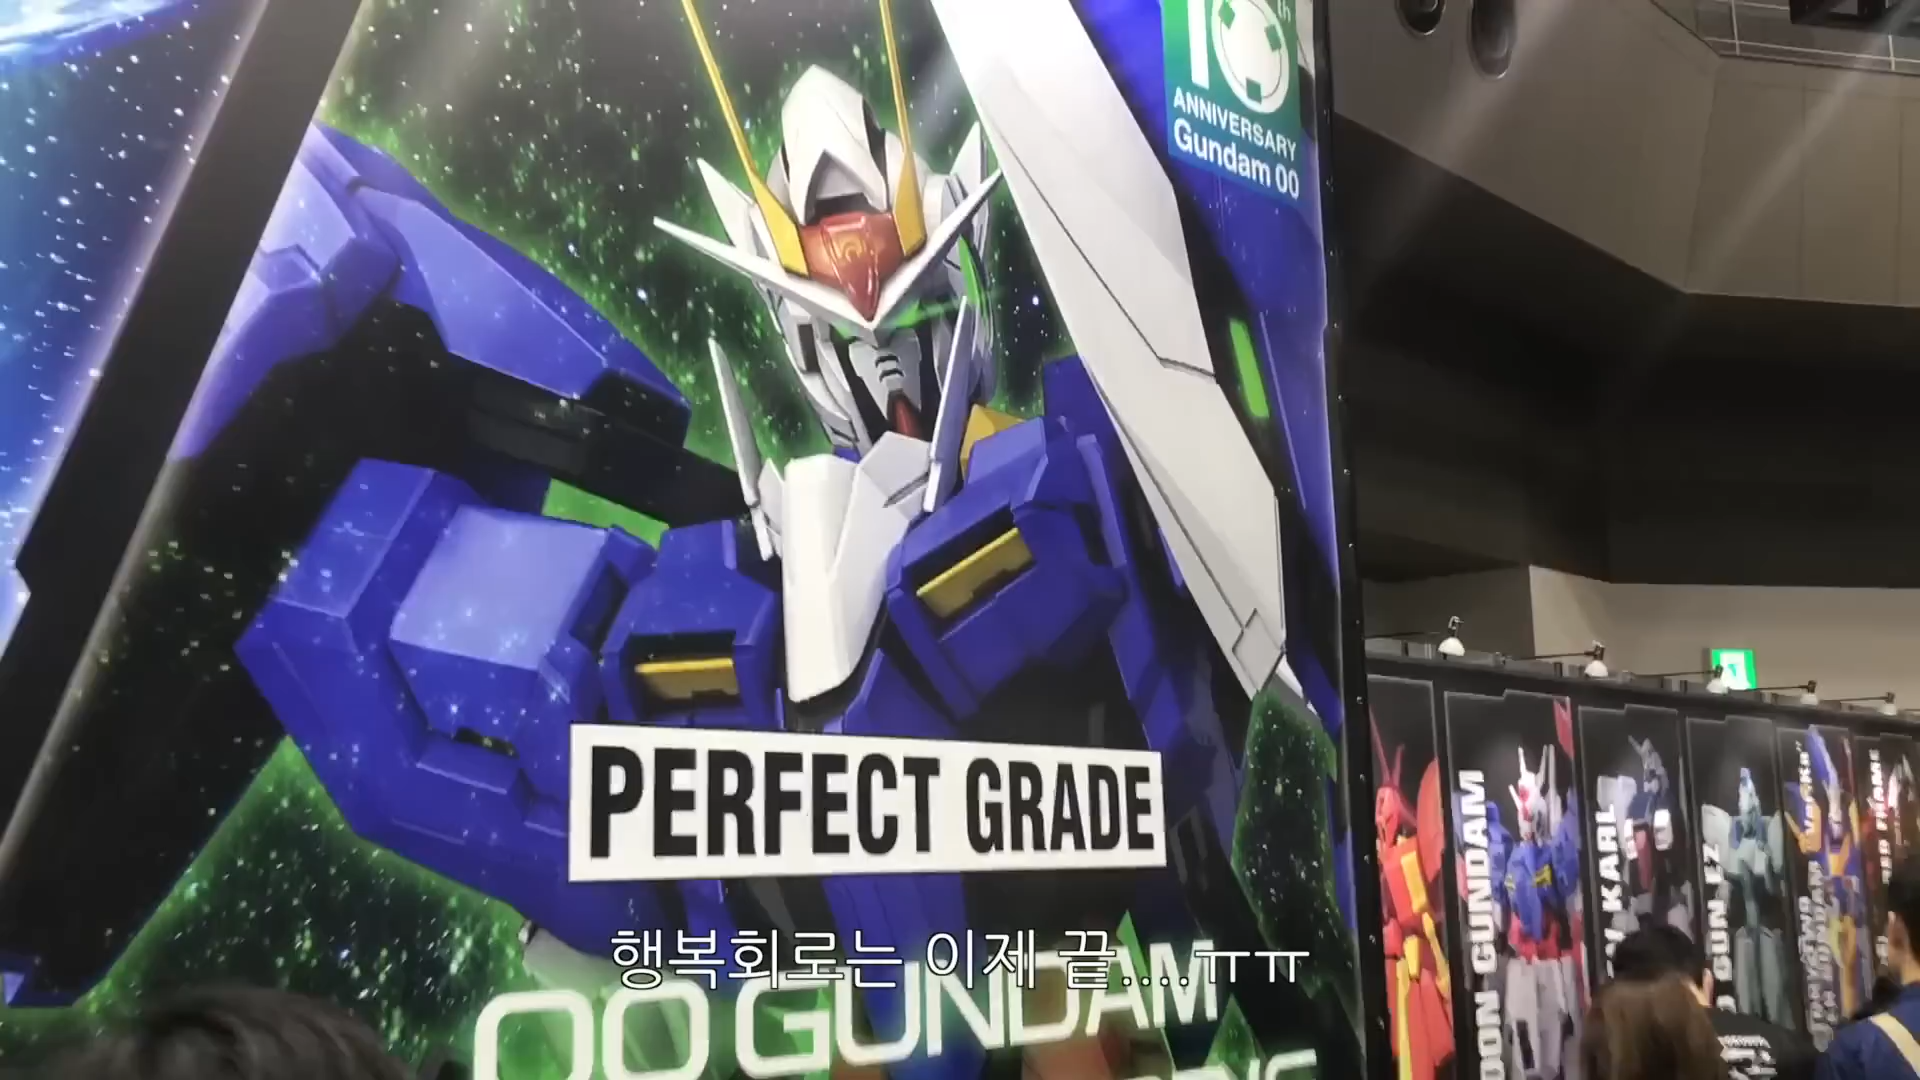 10th
ANNIVERSARY
Gundam 00
PERFECT GRADE
행복회로는 이제 끝....ㅠㅠ
00 GUNDAM
GUNDAM
KARL
GUN-EZ